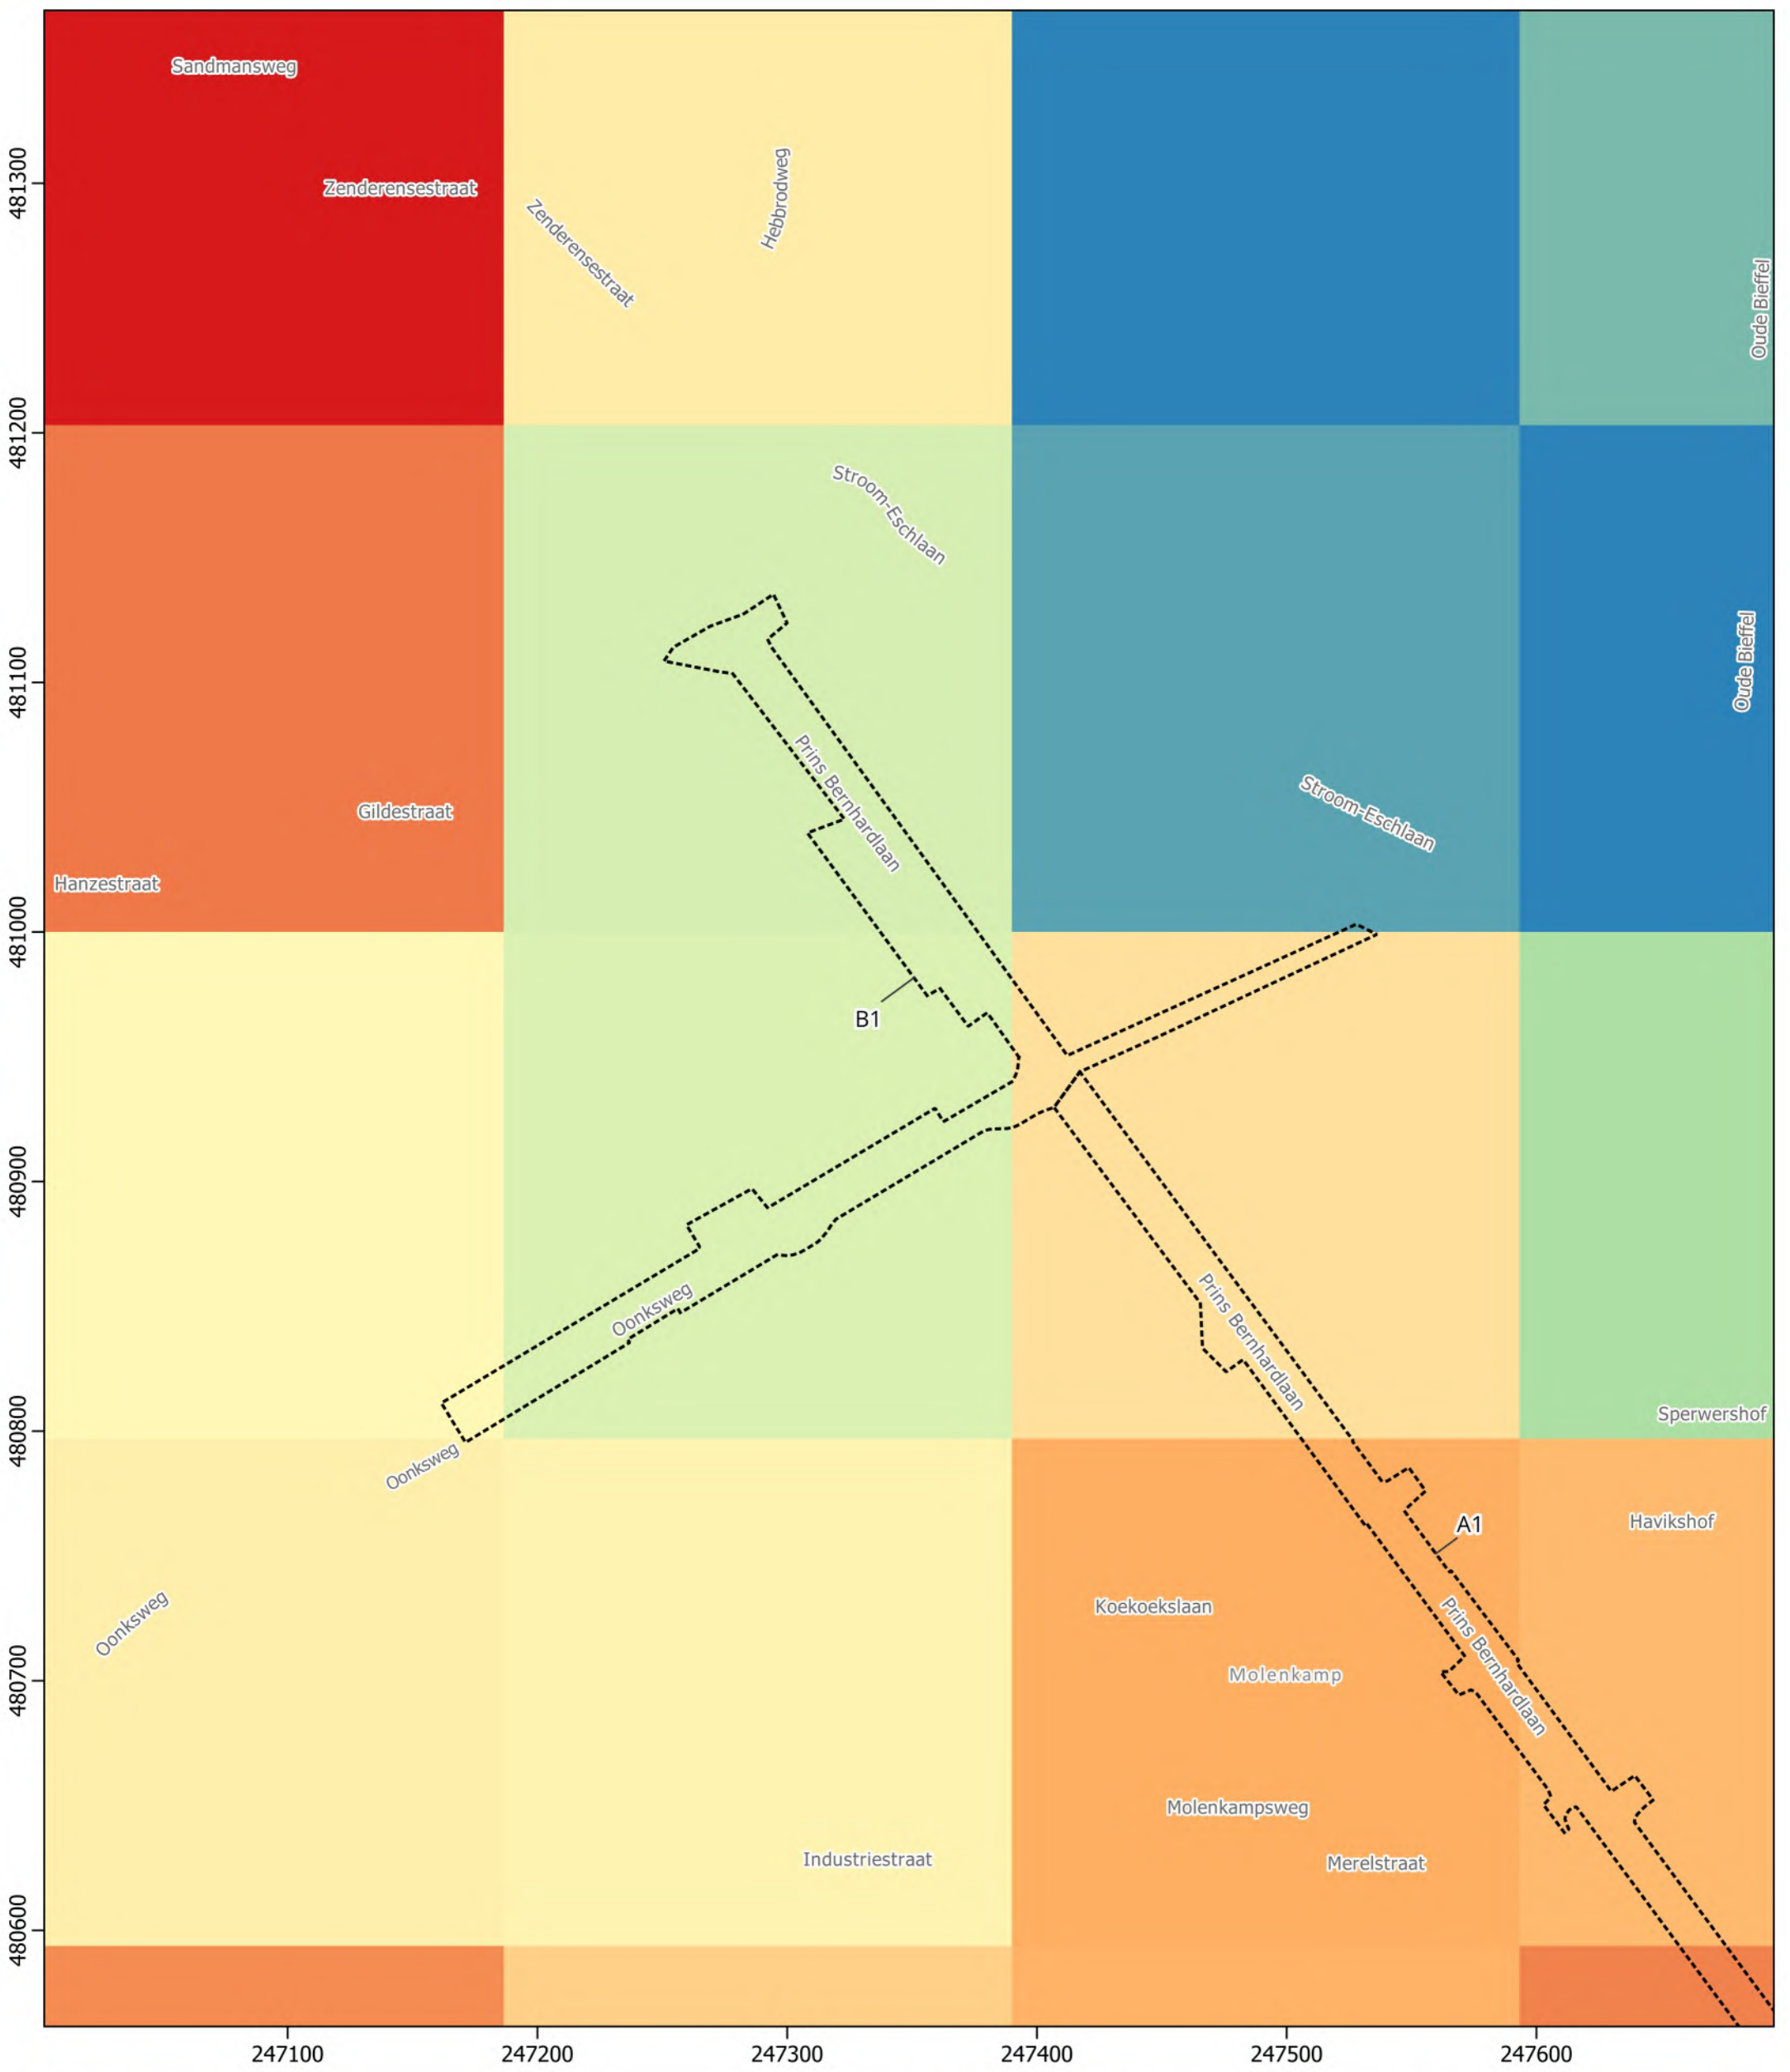 Sandmansweg
481300
Zenderensestraat
Zenderensestraat
Hebbrodweg
Oude Bieffel
481200
Stroom-Eschlaan
481100
Oude Bieffel
Prins Bernhardlaan
Gildestraat
Stroom-Eschlaan
Hanzestraat
481000
B1
480900
Oonksweg
Prins Bernhardlaan
480800
Sperwershof
Oonksweg
A1
Havikshof
Oonksweg
Koekoekslaan
Prins Bernhardlaan
480700
Molenkamp
Molenkampsweg
Industriestraat
Merelstraat
480600
247100 247200 247300 247400 247500 247600